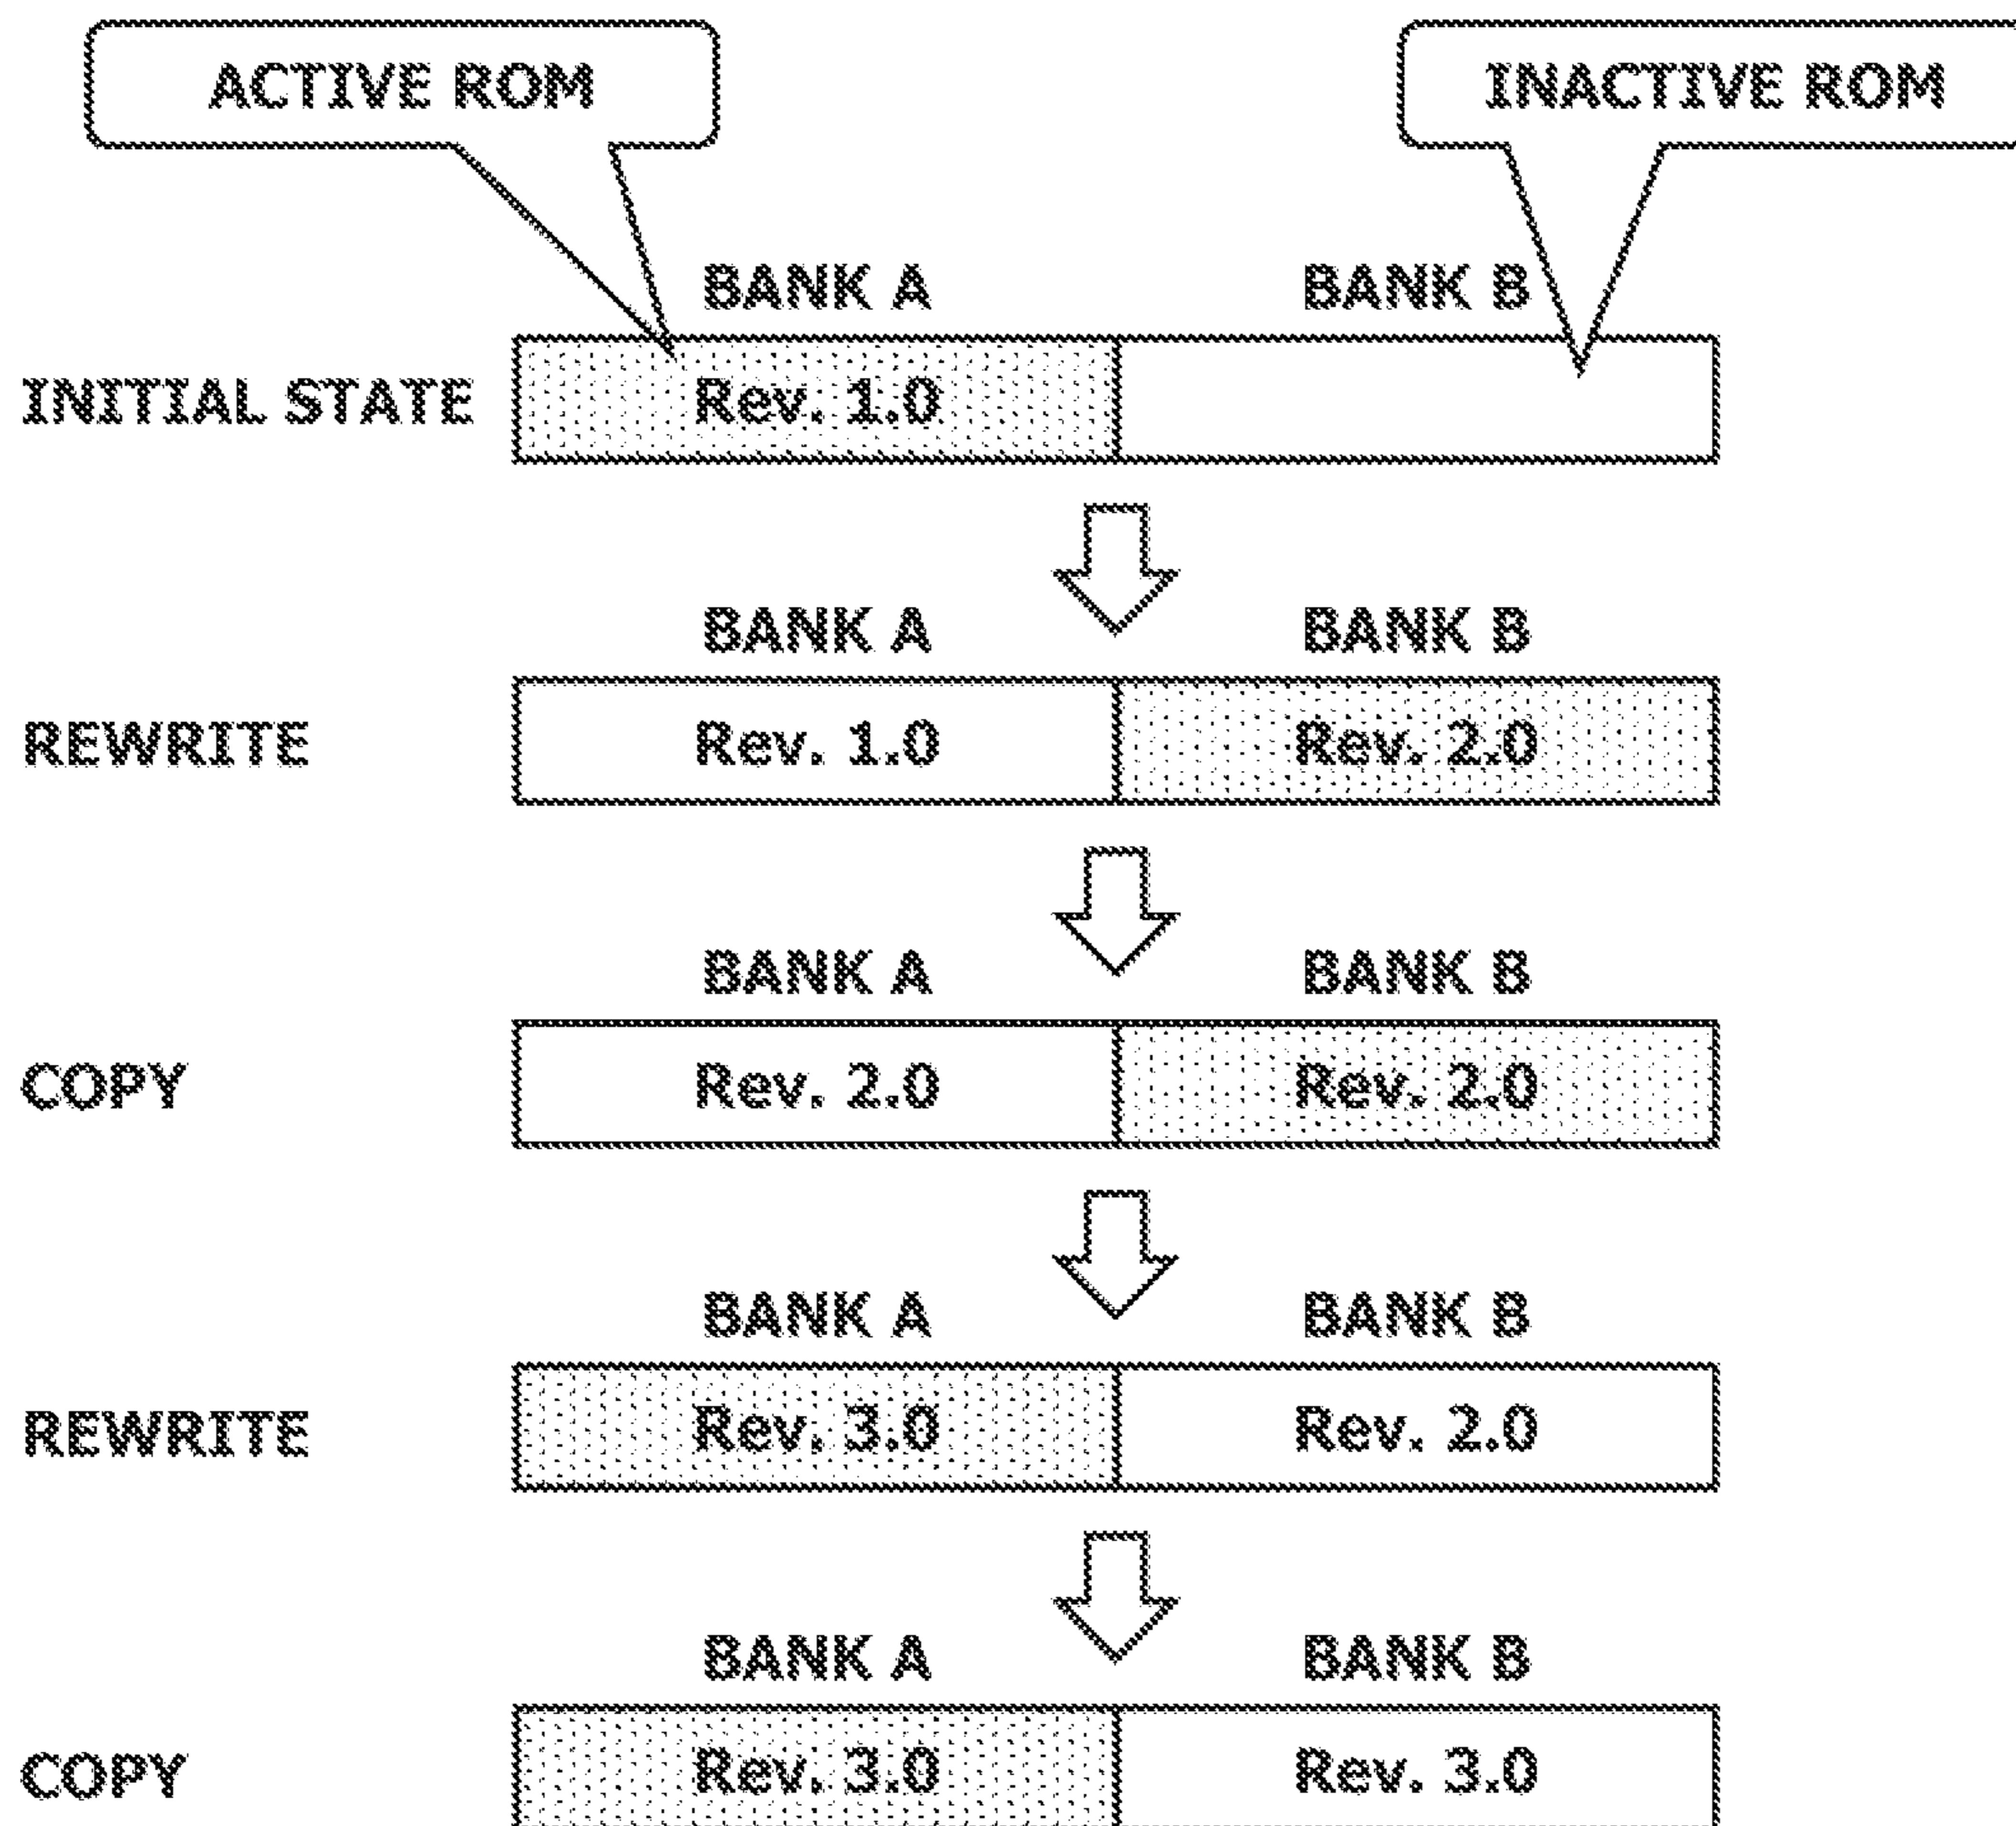 ACTIVE ROM
INACTIVE ROM
BANK A
BANK B
INITIAL STATE
Rev. 1.0
BANK A
BANK B
REWRITE
Rev. 1.0
Rev. 2.0
BANK A
BANK B
COPY
Rev. 2.0
Rev. 2.0
BANK A
BANK B
REWRITE
Rev. 3.0
Rev. 2.0
BANK A
BANK B
COPY
Rev. 3.0
Rev. 3.0